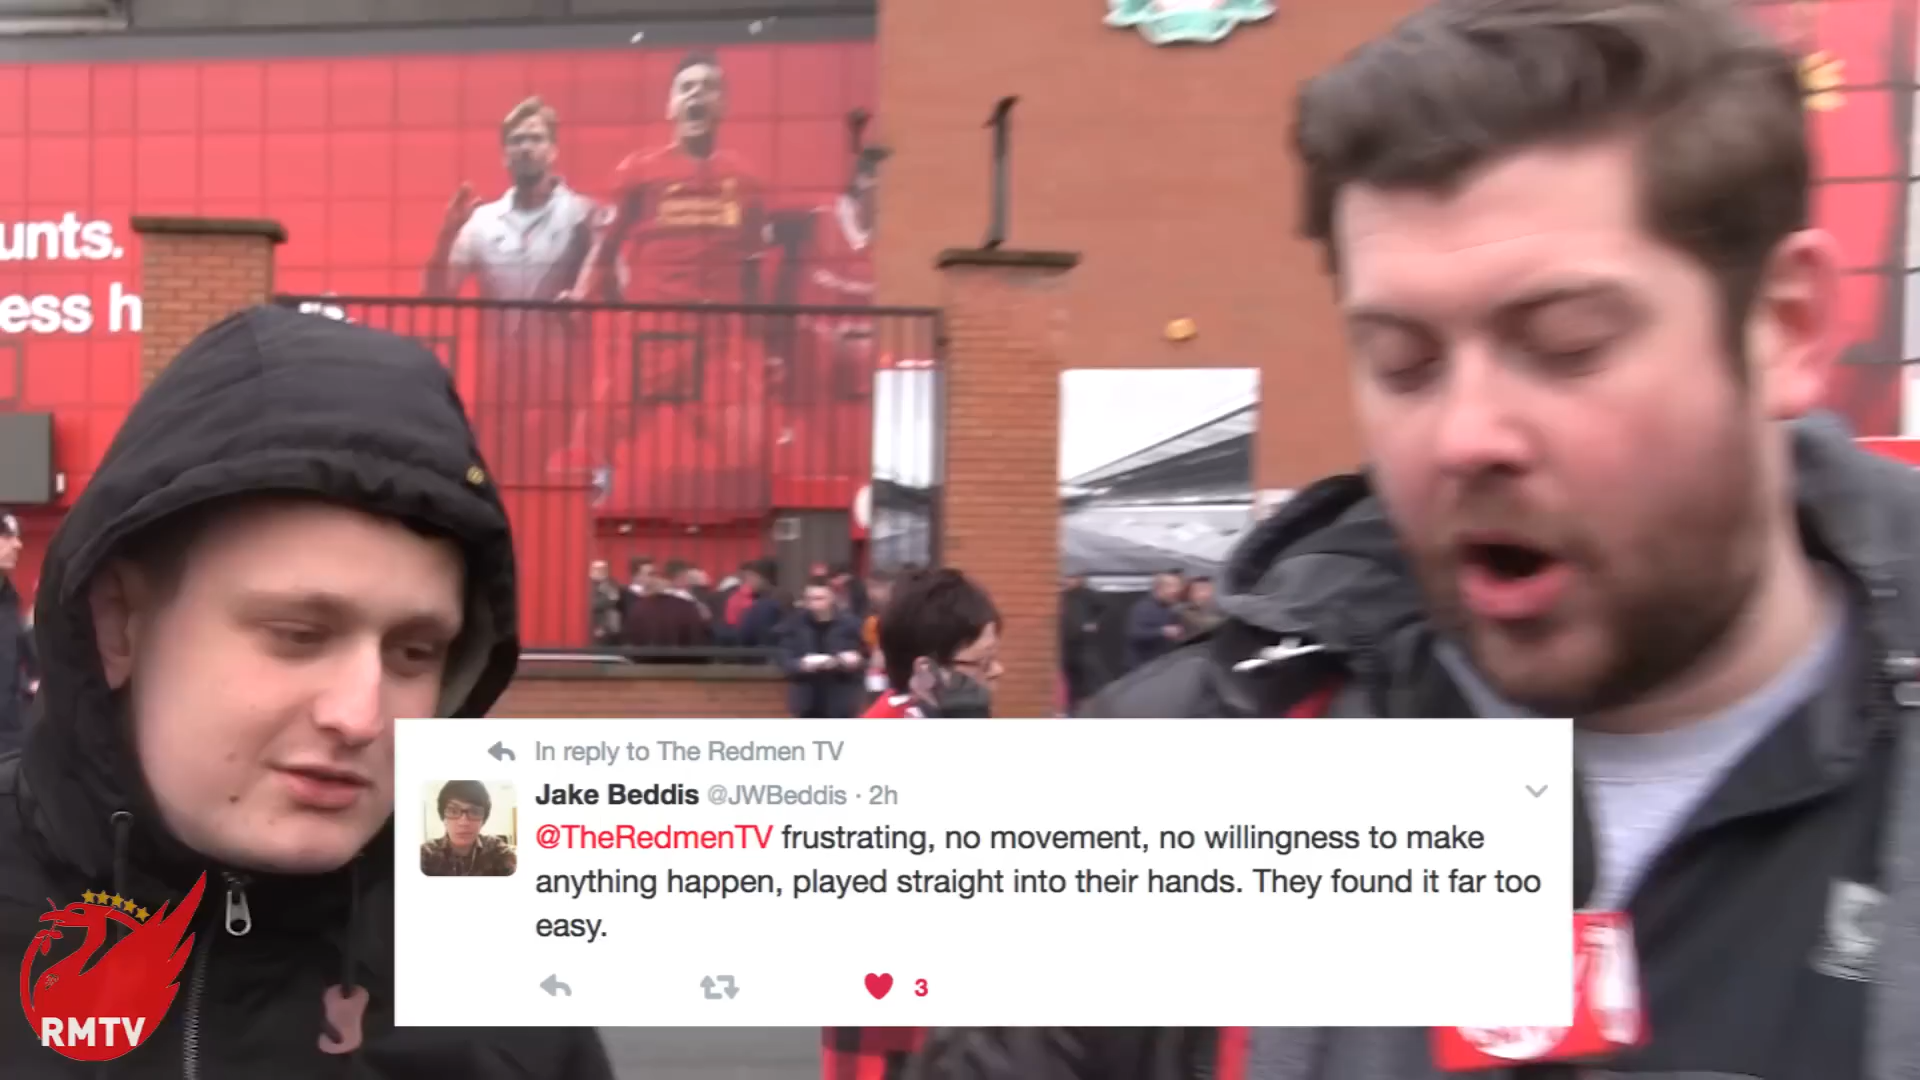 unts.
ess h
In reply to The Redmen TV
Jake Beddis @JWBeddis · 2h
@TheRedmenTV frustrating, no movement, no willingness to make
anything happen, played straight into their hands. They found it far too
easy.
3
RMTV